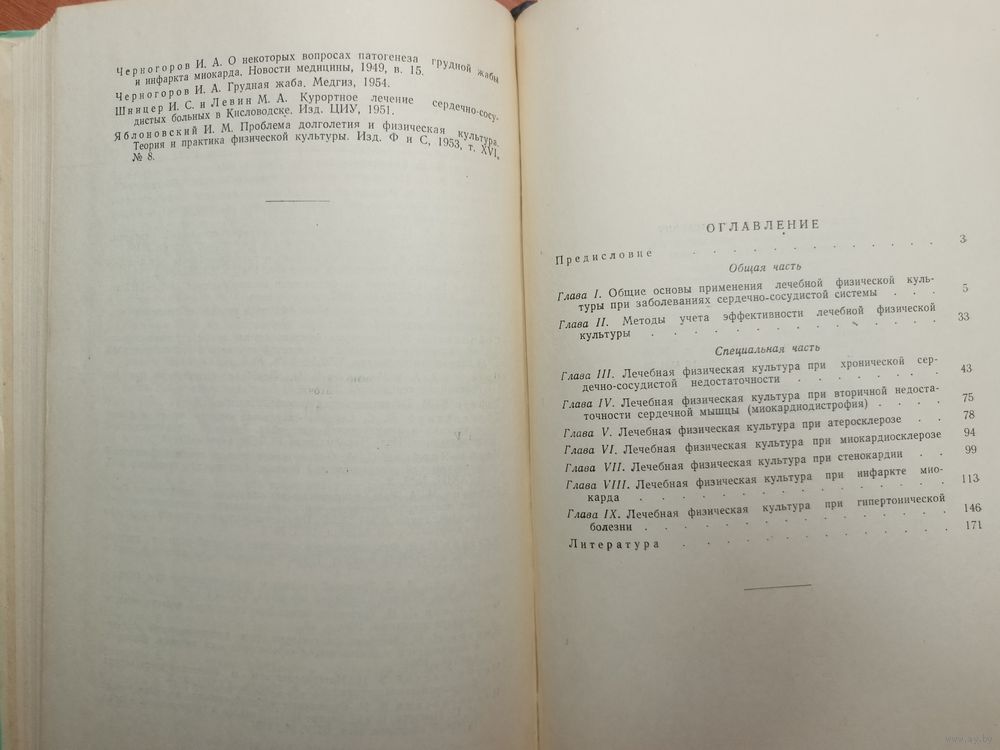 Черногоров И. А. О некоторых вопросах патогенеза грудной жабы
и инфаркта миокарда. Новости медицины, 1949, в. 15.
Черногоров И. А. Грудная жаба. Медгиз, 1954.
Шницер И. С. и Левин М. А. Курортное лечение сердечно-сосу-
дистых больных в Кисловодске. Изд. ЦИУ, 1951.
Яблоновский И. М. Проблема долголетия и физическая культура.
Теория и практика физической культуры. Изд. Ф и С, 1953, т. XVI,
№ 8.
ОГЛАВЛЕНИЕ
Предисловие . . . . . . . . . . . . 3
Общая часть
Глава I. Общие основы применения лечебной физической куль-
туры при заболеваниях сердечно-сосудистой системы . . . 5
Глава II. Методы учета эффективности лечебной физической
культуры . . . . . . . . . . . . . 33
Специальная часть
Глава III. Лечебная физическая культура при хронической сер-
дечно-сосудистой недостаточности . . . . . . . 43
Глава IV. Лечебная физическая культура при вторичной недоста-
точности сердечной мышцы (миокардиодистрофия) . . . . 75
Глава V. Лечебная физическая культура при атеросклерозе . . 78
Глава VI. Лечебная физическая культура при миокардиосклерозе 94
Глава VII. Лечебная физическая культура при стенокардии . . 99
Глава VIII. Лечебная физическая культура при инфаркте мио-
карда . . . . . . . . . . . . . . 113
Глава IX. Лечебная физическая культура при гипертонической
болезни . . . . . . . . . . . . . . 146
Литература . . . . . . . . . . . . 171
www.ay.by